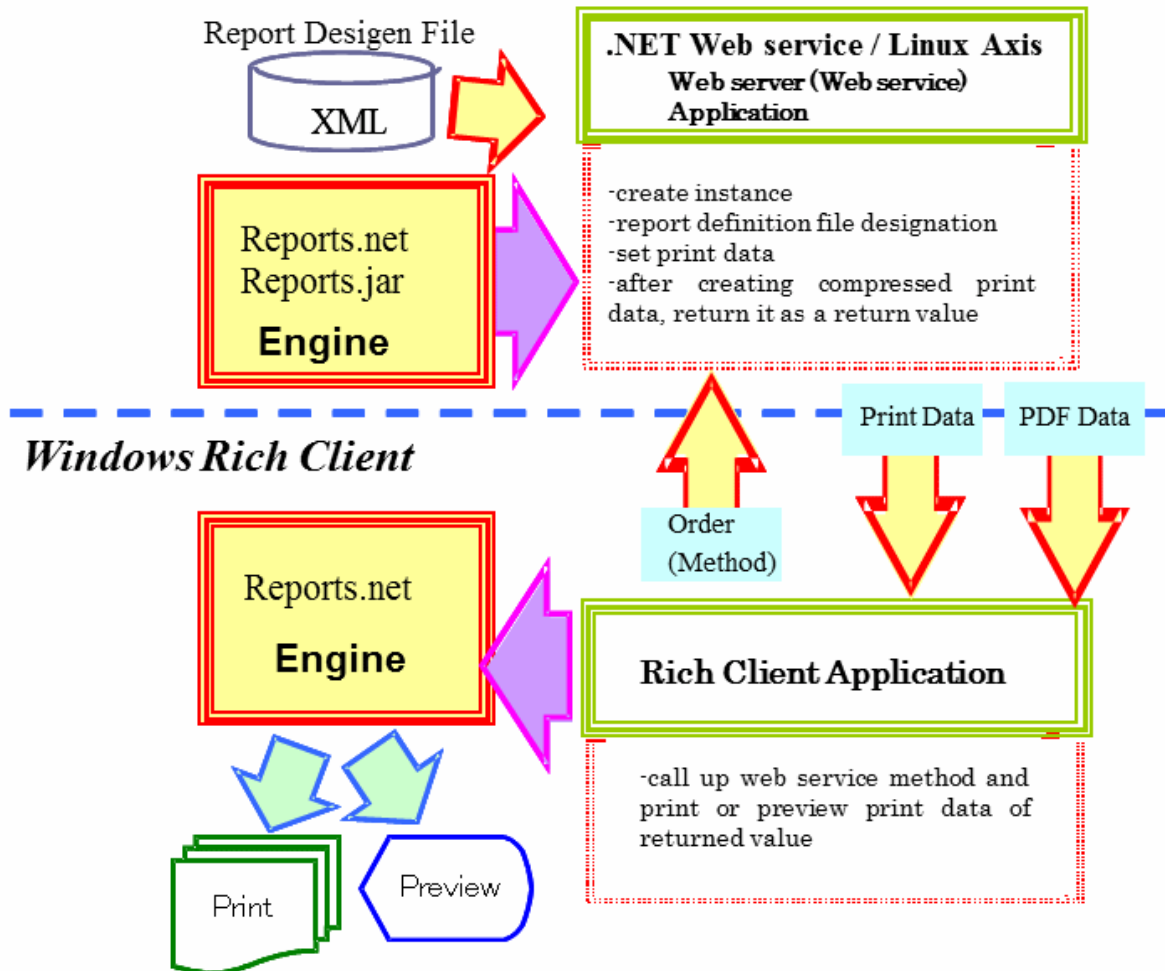 Report Desigen File
XML
.NET Web service / Linux Axis
Web server (Web service)
Application
Reports.net
Reports.jar
Engine
-create instance
-report definition file designation
-set print data
-after creating compressed print
data, return it as a return value
Print Data
PDF Data
Windows Rich Client
Order
(Method)
Reports.net
Engine
Rich Client Application
-call up web service method and
print or preview print data of
returned value
Print
Preview